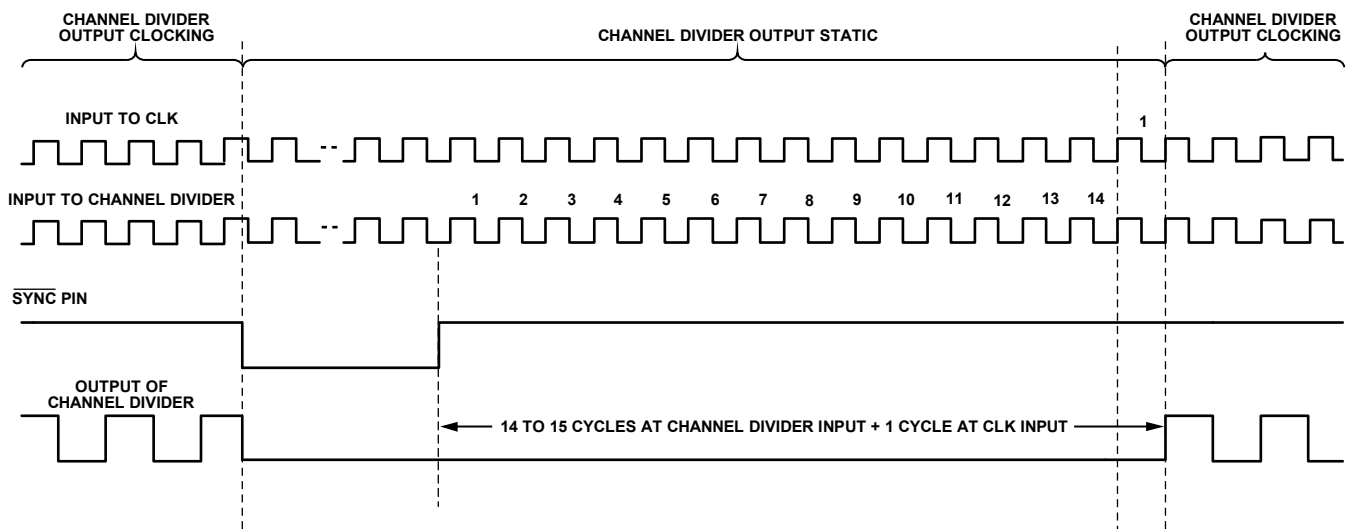 CHANNEL DIVIDER
OUTPUT CLOCKING
CHANNEL DIVIDER OUTPUT STATIC
CHANNEL DIVIDER
OUTPUT CLOCKING
INPUT TO CLK
1
INPUT TO CHANNEL DIVIDER
1 2 3 4 5 6 7 8 9 10 11 12 13 14
SYNC PIN
OUTPUT OF
CHANNEL DIVIDER
14 TO 15 CYCLES AT CHANNEL DIVIDER INPUT + 1 CYCLE AT CLK INPUT